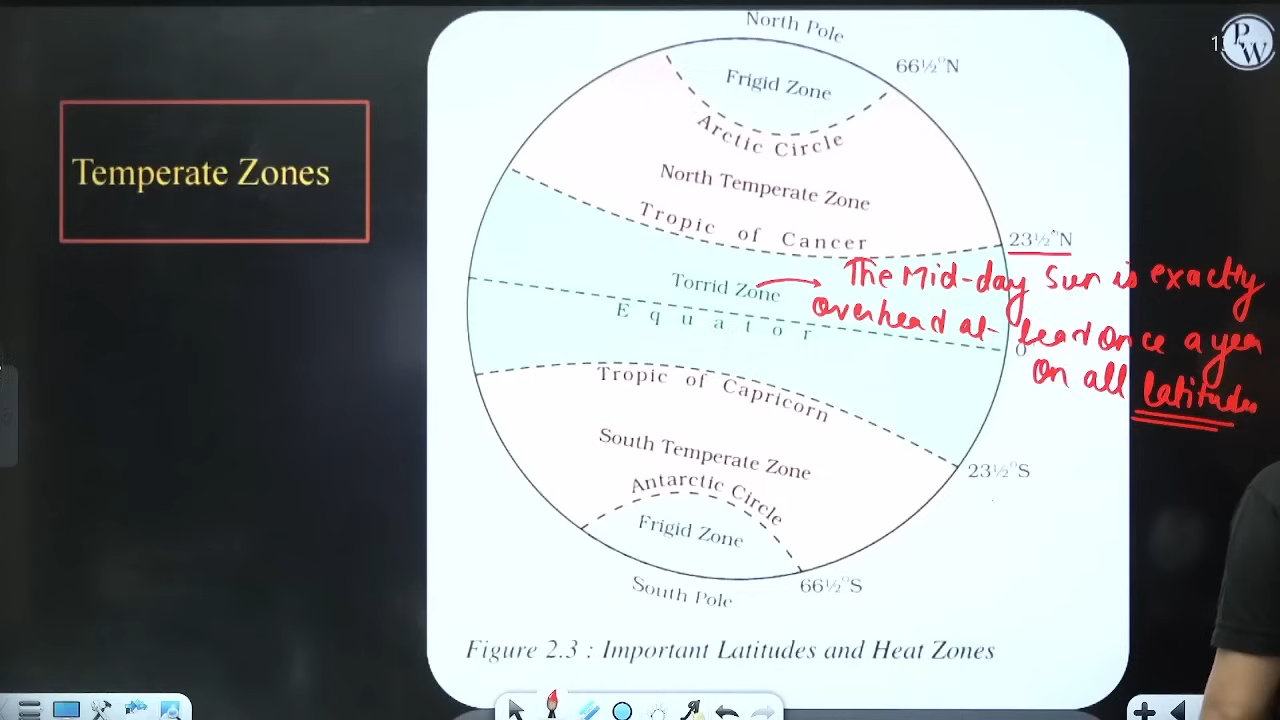 North Pole
PW
66½°N
Frigid Zone
Arctic Circle
Temperate Zones
North Temperate Zone
Tropic of Cancer
23½°N
Torrid Zone
The Mid-day Sun is exactly
overhead at least once a year
on all latitudes
Equator
0
Tropic of Capricorn
South Temperate Zone
23½°S
Antarctic Circle
Frigid Zone
66½°S
South Pole
Figure 2.3 : Important Latitudes and Heat Zones